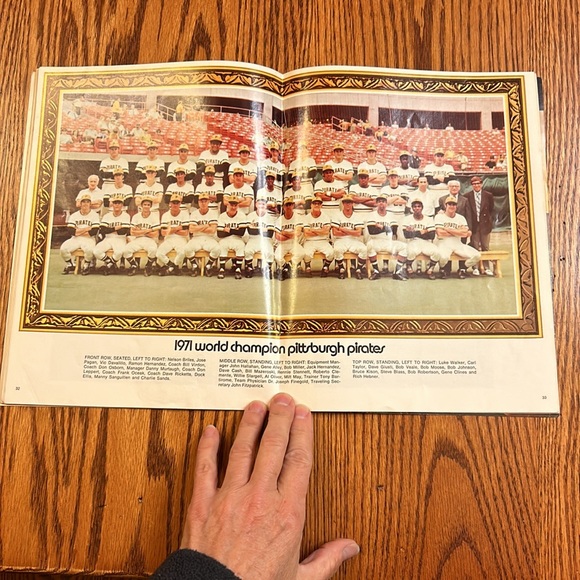 1971 world champion pittsburgh pirates
FRONT ROW, SEATED, LEFT TO RIGHT: Nelson Briles, Jose
Pagan, Vic Davalillo, Ramon Hernandez, Coach Bill Virdon,
Coach Don Osborn, Manager Danny Murtaugh, Coach Don
Leppert, Coach Frank Oceak, Coach Dave Ricketts, Dock
Ellis, Manny Sanguillen and Charlie Sands.
MIDDLE ROW, STANDING, LEFT TO RIGHT: Equipment Man-
ager John Hallahan, Gene Alley, Bob Miller, Jack Hernandez,
Dave Cash, Bill Mazeroski, Rennie Stennett, Roberto Cle-
mente, Willie Stargell, Al Oliver, Milt May, Trainer Tony Bar-
tirome, Team Physician Dr. Joseph Finegold, Traveling Sec-
retary John Fitzpatrick.
BACK ROW, STANDING, LEFT TO RIGHT: Luke Walker, Carl
Taylor, Dave Giusti, Bob Veale, Bob Moose, Bob Johnson,
Bruce Kison, Steve Blass, Bob Robertson, Gene Clines and
Rich Hebner.